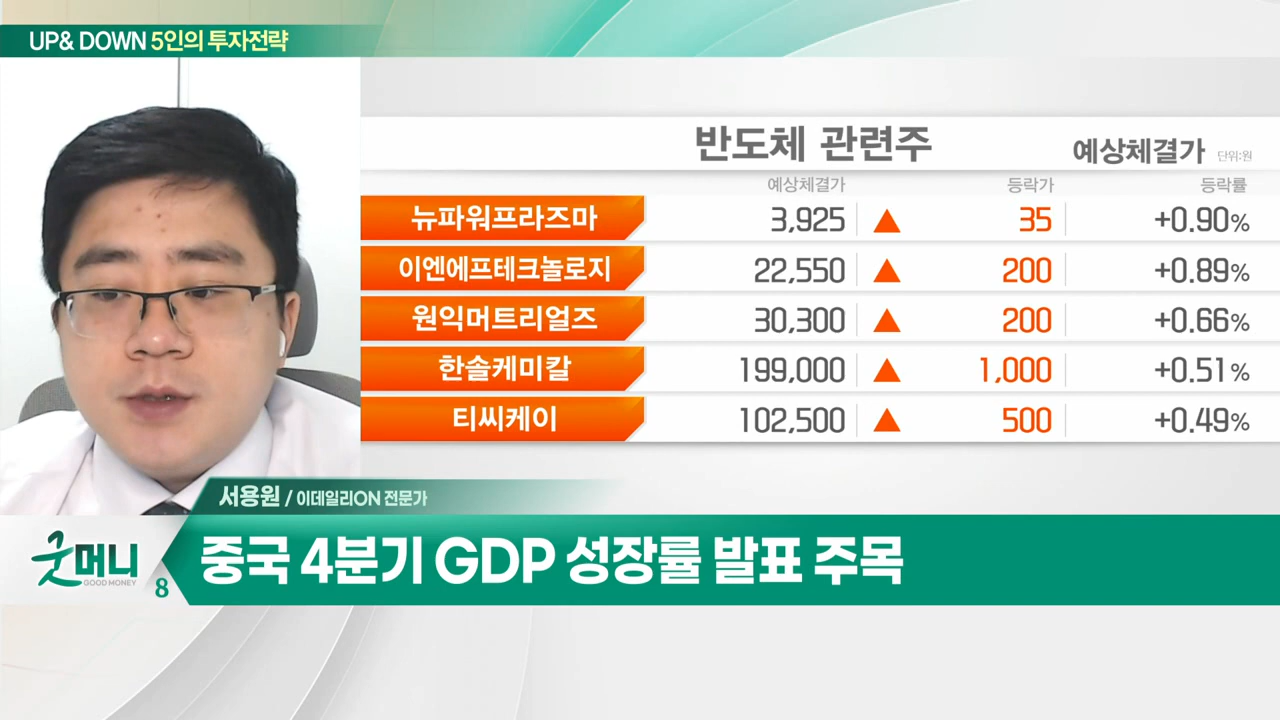 UP& DOWN 5인의 투자전략
반도체 관련주
예상체결가 단위:원
예상체결가 등락가 등락률
뉴파워프라즈마 3,925 ▲ 35 +0.90%
이엔에프테크놀로지 22,550 ▲ 200 +0.89%
원익머트리얼즈 30,300 ▲ 200 +0.66%
한솔케미칼 199,000 ▲ 1,000 +0.51%
티씨케이 102,500 ▲ 500 +0.49%
서용원 / 이데일리ON 전문가
굿머니
GOOD MONEY
8
중국 4분기 GDP 성장률 발표 주목